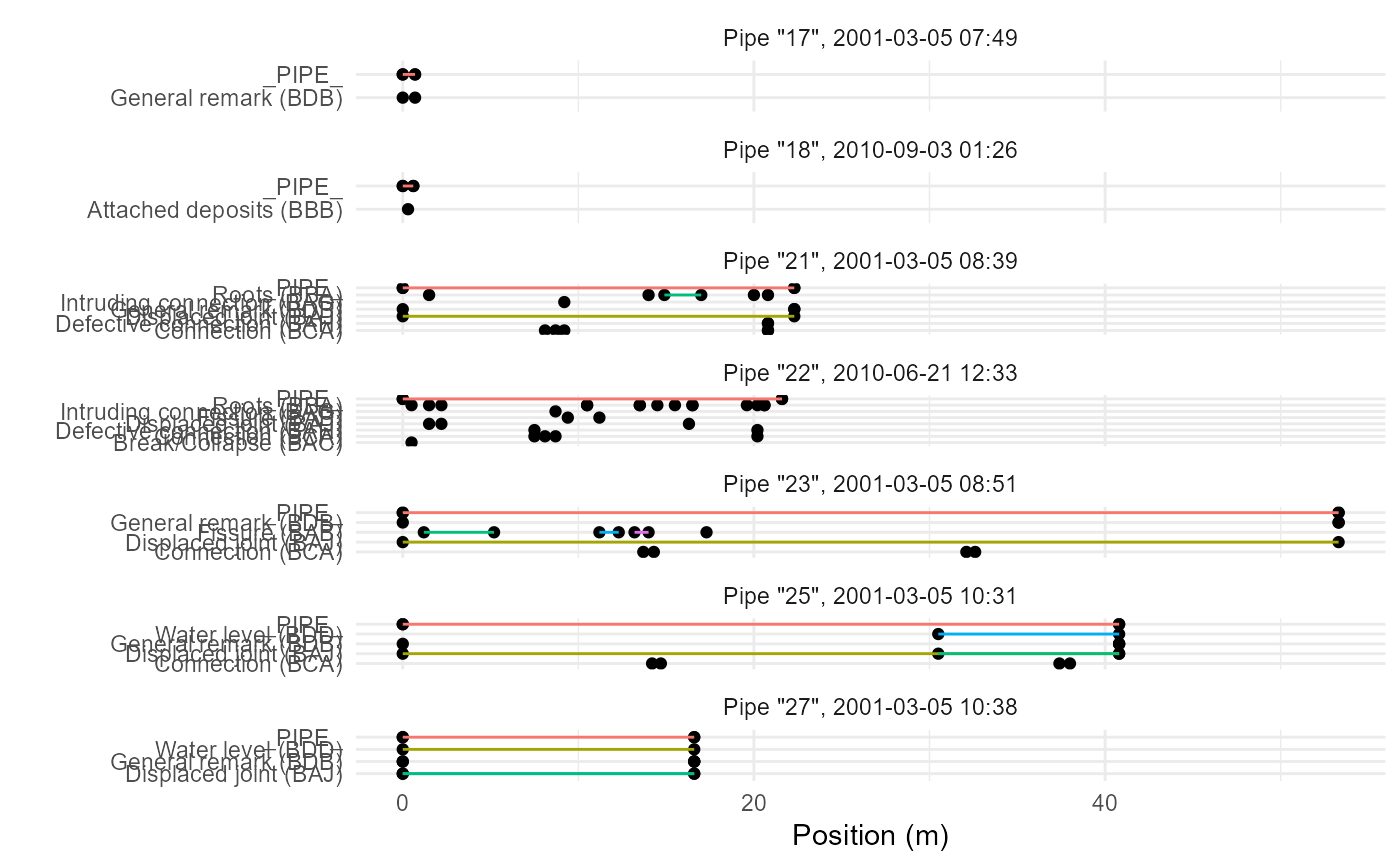 Pipe "17", 2001-03-05 07:49
_PIPE_
General remark (BDB)
Pipe "18", 2010-09-03 01:26
_PIPE_
Attached deposits (BBB)
Pipe "21", 2001-03-05 08:39
_PIPE_
Roots (BBA)
Intruding connection (BAG)
General remark (BDB)
Displaced joint (BAJ)
Defective connection (BAH)
Connection (BCA)
Pipe "22", 2010-06-21 12:33
_PIPE_
Roots (BBA)
Intruding connection (BAG)
Fissure (BAB)
Displaced joint (BAJ)
Defective connection (BAH)
Connection (BCA)
Break/Collapse (BAC)
Pipe "23", 2001-03-05 08:51
_PIPE_
General remark (BDB)
Fissure (BAB)
Displaced joint (BAJ)
Connection (BCA)
Pipe "25", 2001-03-05 10:31
_PIPE_
Water level (BDD)
General remark (BDB)
Displaced joint (BAJ)
Connection (BCA)
Pipe "27", 2001-03-05 10:38
_PIPE_
Water level (BDD)
General remark (BDB)
Displaced joint (BAJ)
0 20 40
Position (m)